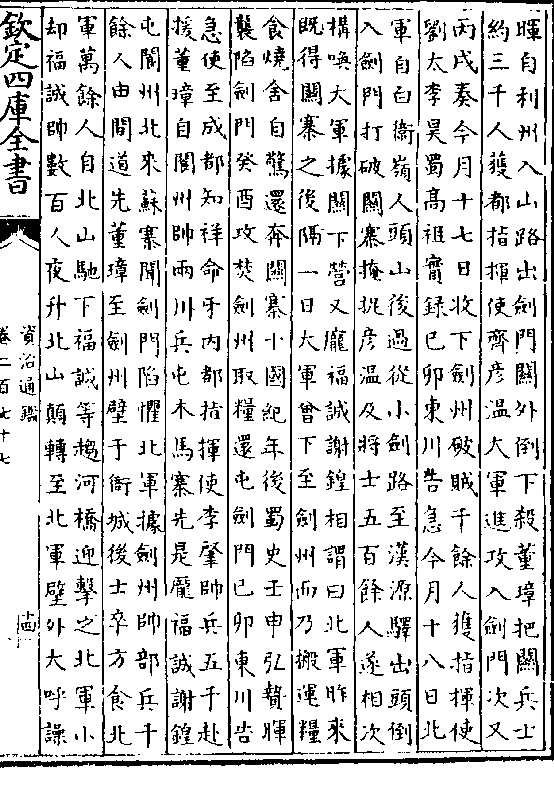 暉自利州入山路出劍門關外倒下殺董璋把關兵士
約三千人獲都指揮使齊彦温大軍進攻入劍門次又
丙戌奏今月十七日收下劍州破賊千餘人獲指揮使
劉太李昊蜀髙祖實録己卯東川告急今月十八日北
軍自白衞嶺人頭山後過從小劍路至漢源驛出頭倒
入劍門打破關寨掩捉彦温及將士五百餘人遂相次
構喚大軍據關下營又龎福誠謝鍠相謂曰北軍昨來
既得關寨之後隔一日大軍曾下至劍州而乃搬運糧
食燒舍自驚還奔關寨十國紀年後蜀史壬申弘贄暉
襲陷劍門癸酉攻焚劍州取糧還屯劍門己卯東川告
急使至成都知祥命牙内都指揮使李肇帥兵五千赴
援董璋自閬州帥兩川兵屯木馬寨先是龎福誠謝鍠
屯閬州北來蘇寨聞劍門陷懼北軍據劍州帥部兵千
餘人由間道先董璋至劍州壁于衙城後士卒方食北
軍萬餘人自北山馳下福誠等趨河橋迎擊之北軍小
却福誠帥數百人夜升北山顛轉至北軍壁外大呼譟
欽定四庫全書
資治通鑑
卷二百七十七
十四